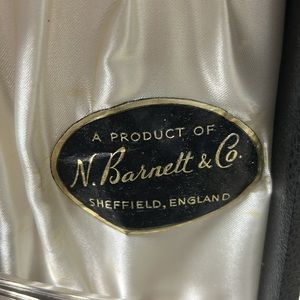 A PRODUCT OF
N. Barnett & Co.
SHEFFIELD, ENGLAND